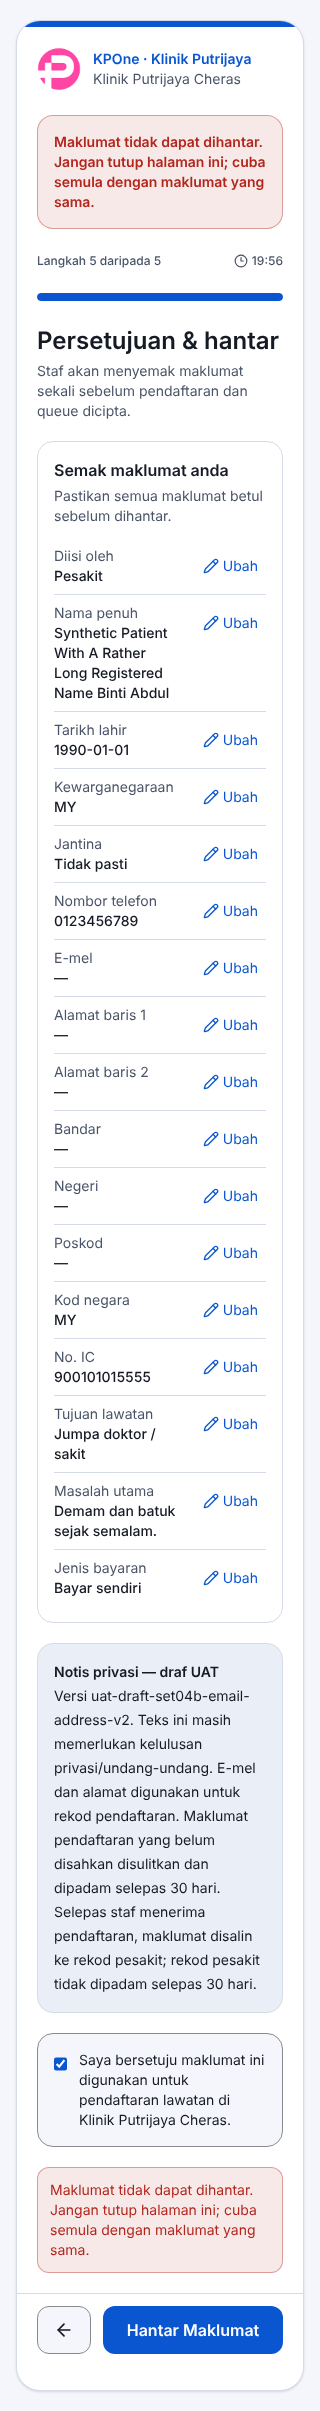 KPOne · Klinik Putrijaya
Klinik Putrijaya Cheras
Maklumat tidak dapat dihantar.
Jangan tutup halaman ini; cuba
semula dengan maklumat yang
sama.
Langkah 5 daripada 5
19:56
Persetujuan & hantar
Staf akan menyemak maklumat
sekali sebelum pendaftaran dan
queue dicipta.
Semak maklumat anda
Pastikan semua maklumat betul
sebelum dihantar.
Diisi oleh
Pesakit
Ubah
Nama penuh
Synthetic Patient
With A Rather
Long Registered
Name Binti Abdul
Ubah
Tarikh lahir
1990-01-01
Ubah
Kewarganegaraan
MY
Ubah
Jantina
Tidak pasti
Ubah
Nombor telefon
0123456789
Ubah
E-mel
—
Ubah
Alamat baris 1
—
Ubah
Alamat baris 2
—
Ubah
Bandar
—
Ubah
Negeri
—
Ubah
Poskod
—
Ubah
Kod negara
MY
Ubah
No. IC
900101015555
Ubah
Tujuan lawatan
Jumpa doktor /
sakit
Ubah
Masalah utama
Demam dan batuk
sejak semalam.
Ubah
Jenis bayaran
Bayar sendiri
Ubah
Notis privasi — draf UAT
Versi uat-draft-set04b-email-
address-v2. Teks ini masih
memerlukan kelulusan
privasi/undang-undang. E-mel
dan alamat digunakan untuk
rekod pendaftaran. Maklumat
pendaftaran yang belum
disahkan disulitkan dan
dipadam selepas 30 hari.
Selepas staf menerima
pendaftaran, maklumat disalin
ke rekod pesakit; rekod pesakit
tidak dipadam selepas 30 hari.
Saya bersetuju maklumat ini
digunakan untuk
pendaftaran lawatan di
Klinik Putrijaya Cheras.
Maklumat tidak dapat dihantar.
Jangan tutup halaman ini; cuba
semula dengan maklumat yang
sama.
Hantar Maklumat